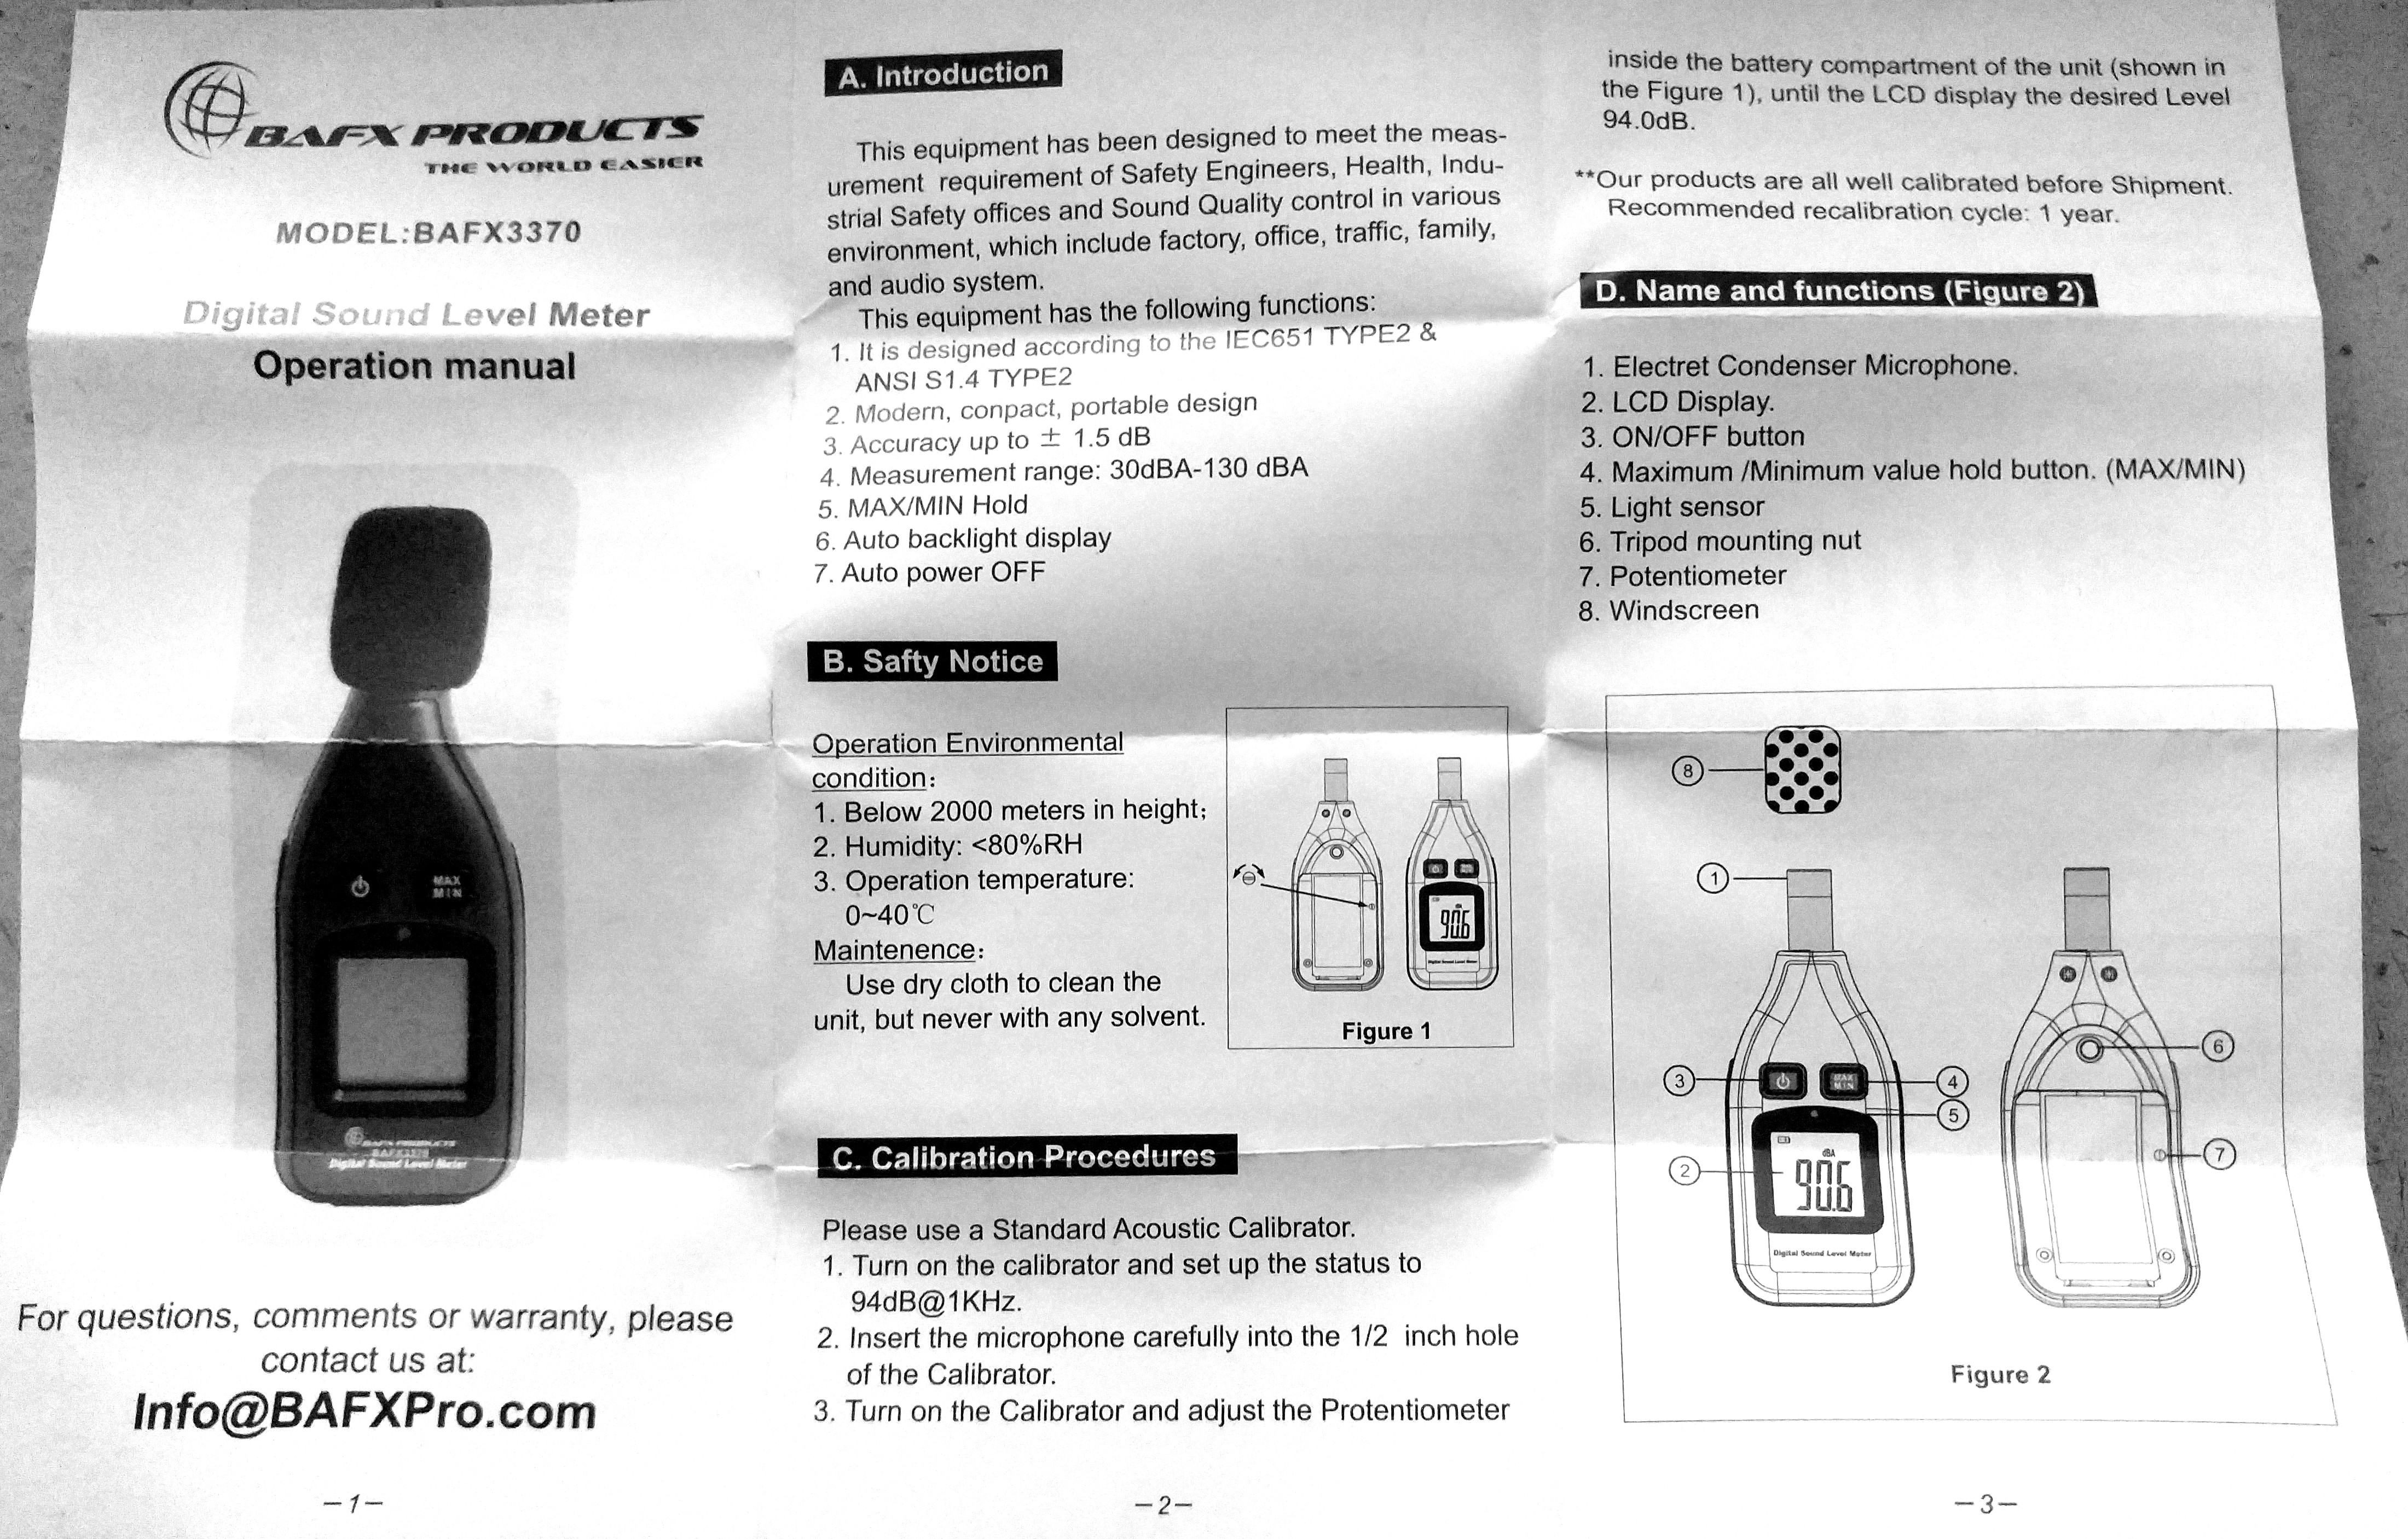 BAFX PRODUCTS
THE WORLD EASIER
MODEL:BAFX3370
Digital Sound Level Meter
Operation manual
MAX
MIN
BAFX PRODUCTS
BAFX3370
Digital Sound Level Meter
For questions, comments or warranty, please
contact us at:
Info@BAFXPro.com
—1—
A. Introduction
This equipment has been designed to meet the meas-
urement requirement of Safety Engineers, Health, Indu-
strial Safety offices and Sound Quality control in various
environment, which include factory, office, traffic, family,
and audio system.
This equipment has the following functions:
1. It is designed according to the IEC651 TYPE2 &
ANSI S1.4 TYPE2
2. Modern, conpact, portable design
3. Accuracy up to ± 1.5 dB
4. Measurement range: 30dBA-130 dBA
5. MAX/MIN Hold
6. Auto backlight display
7. Auto power OFF
B. Safty Notice
Operation Environmental
condition:
1. Below 2000 meters in height;
2. Humidity: <80%RH
3. Operation temperature:
0~40℃
Maintenence:
Use dry cloth to clean the
unit, but never with any solvent.
90.6
Digital Sound Level Meter
Figure 1
C. Calibration Procedures
Please use a Standard Acoustic Calibrator.
1. Turn on the calibrator and set up the status to
94dB@1KHz.
2. Insert the microphone carefully into the 1/2 inch hole
of the Calibrator.
3. Turn on the Calibrator and adjust the Protentiometer
—2—
inside the battery compartment of the unit (shown in
the Figure 1), until the LCD display the desired Level
94.0dB.
**Our products are all well calibrated before Shipment.
Recommended recalibration cycle: 1 year.
D. Name and functions (Figure 2)
1. Electret Condenser Microphone.
2. LCD Display.
3. ON/OFF button
4. Maximum /Minimum value hold button. (MAX/MIN)
5. Light sensor
6. Tripod mounting nut
7. Potentiometer
8. Windscreen
8
1
6
3
MAX
MIN
4
5
2
dBA
90.6
7
Digital Sound Level Meter
Figure 2
—3—